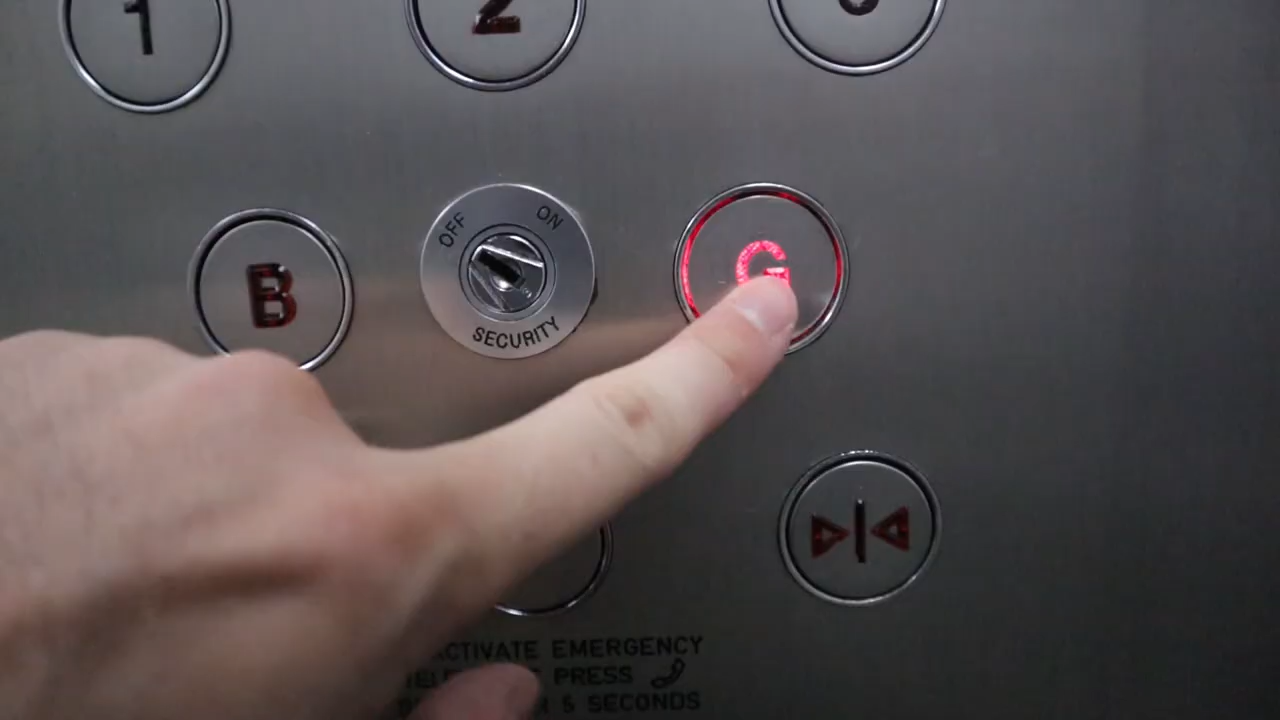 1
2
OFF
ON
SECURITY
B
G
ACTIVATE EMERGENCY
PRESS
5 SECONDS